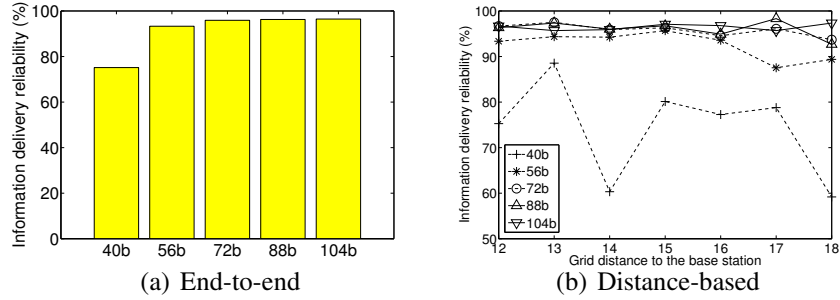 Information delivery reliability (%)
100
80
60
40
20
0
40b 56b 72b 88b 104b
(a) End-to-end
Information delivery reliability (%)
100
90
80
70
60
50
40b
56b
72b
88b
104b
12 13 14 15 16 17 18
Grid distance to the base station
(b) Distance-based